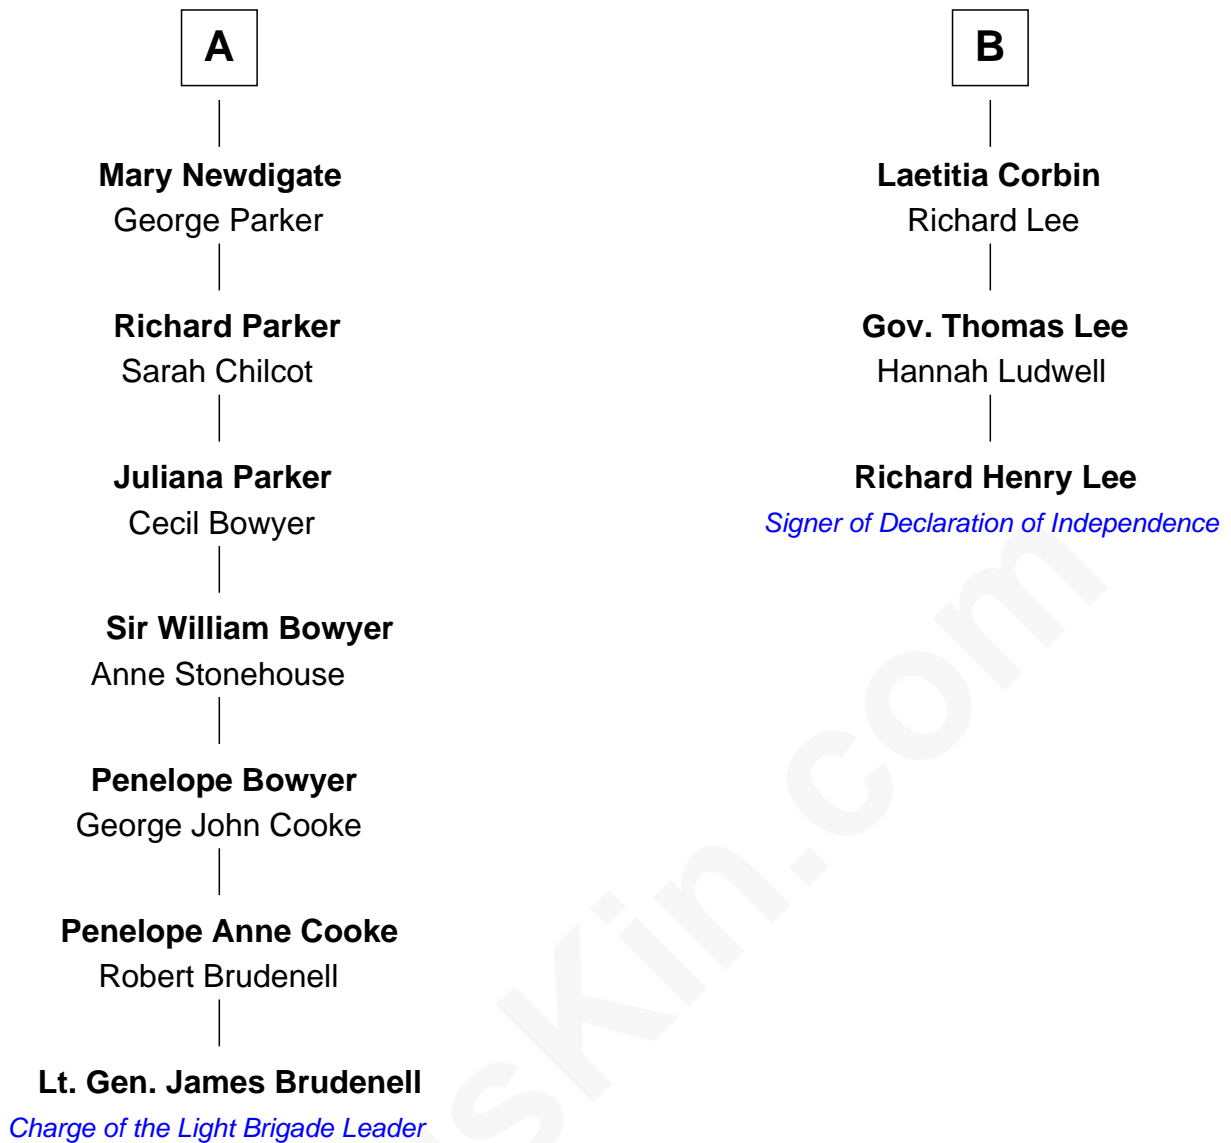 A
Mary Newdigate
George Parker
Richard Parker
Sarah Chilcot
Juliana Parker
Cecil Bowyer
Sir William Bowyer
Anne Stonehouse
Penelope Bowyer
George John Cooke
Penelope Anne Cooke
Robert Brudenell
Lt. Gen. James Brudenell
Charge of the Light Brigade Leader
B
Laetitia Corbin
Richard Lee
Gov. Thomas Lee
Hannah Ludwell
Richard Henry Lee
Signer of Declaration of Independence
sKin.com